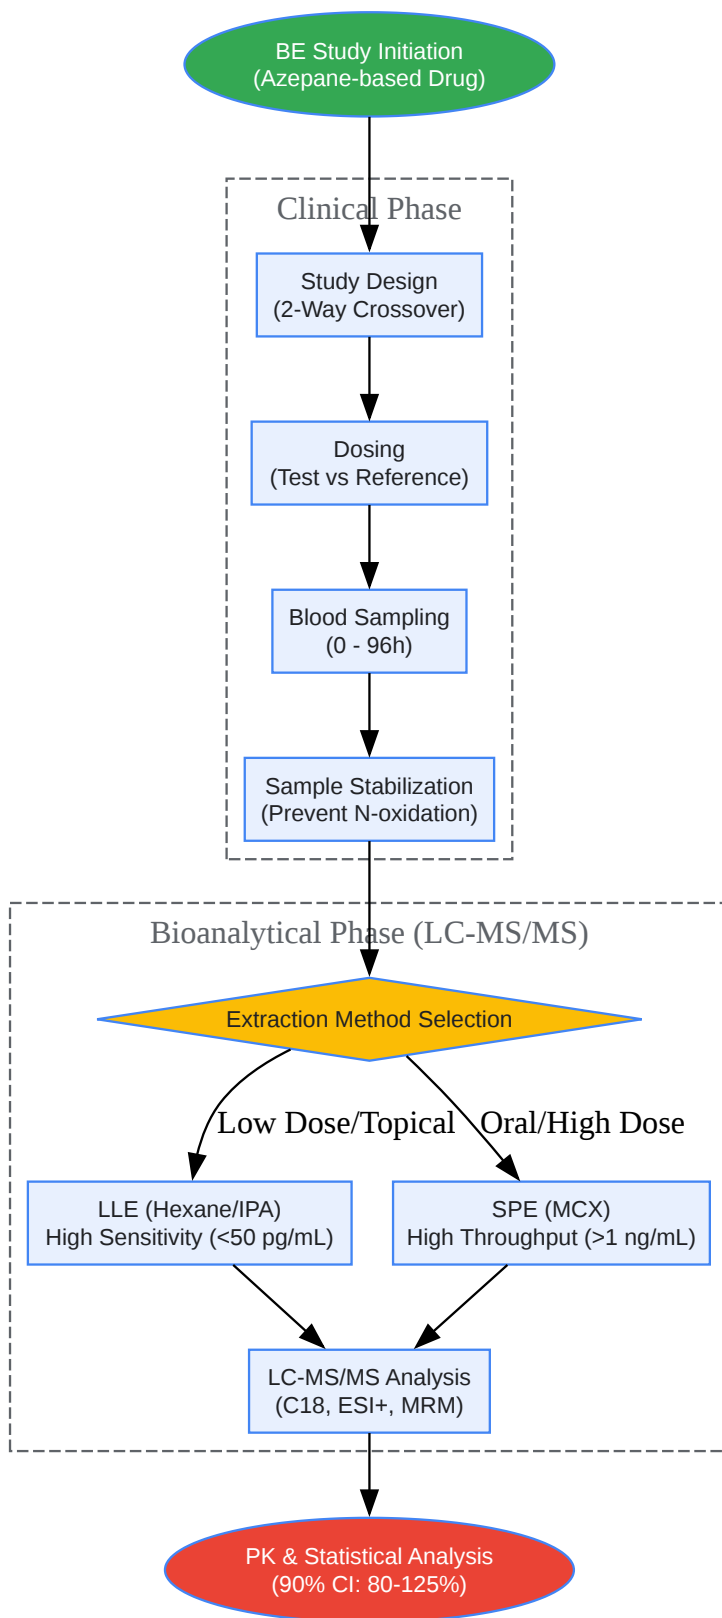 BE Study Initiation
(Azepane-based Drug)
Clinical Phase
Study Design
(2-Way Crossover)
Dosing
(Test vs Reference)
Blood Sampling
(0 - 96h)
Sample Stabilization
(Prevent N-oxidation)
Bioanalytical Phase (LC-MS/MS)
Extraction Method Selection
Low Dose/Topical
Oral/High Dose
LLE (Hexane/IPA)
High Sensitivity (<50 pg/mL)
SPE (MCX)
High Throughput (>1 ng/mL)
LC-MS/MS Analysis
(C18, ESI+, MRM)
PK & Statistical Analysis
(90% CI: 80-125%)